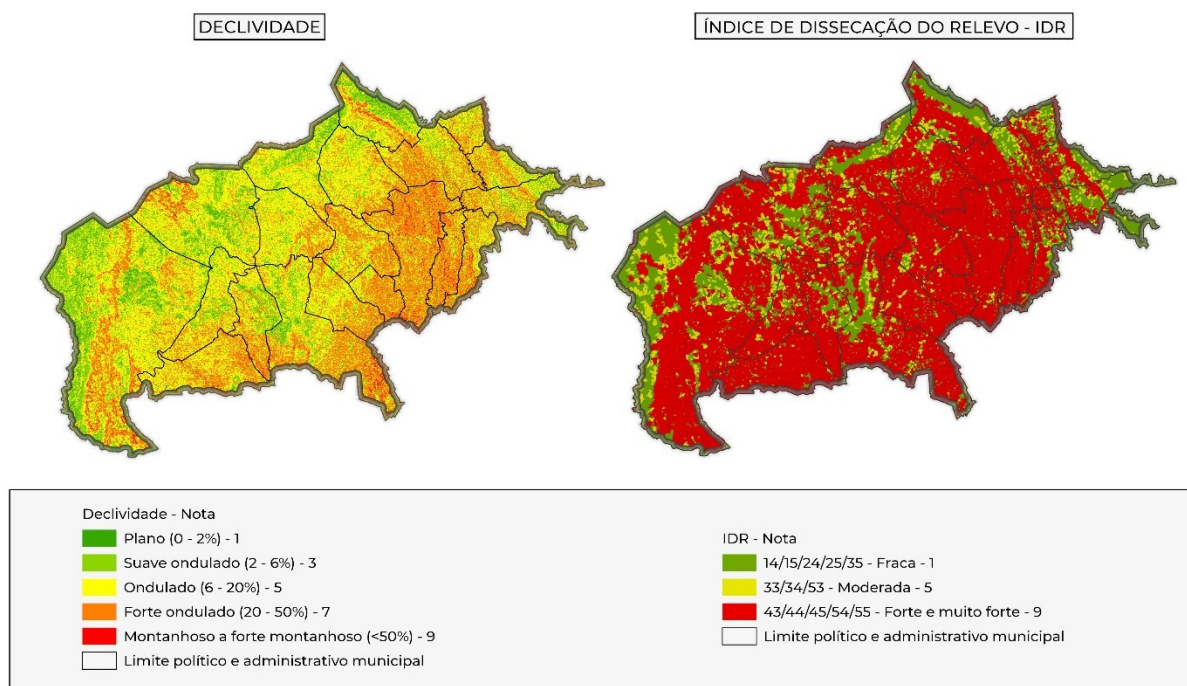 DECLIVIDADE
ÍNDICE DE DISSECAÇÃO DO RELEVO - IDR
Declividade - Nota
Plano (0 - 2%) - 1
Suave ondulado (2 - 6%) - 3
Ondulado (6 - 20%) - 5
Forte ondulado (20 - 50%) - 7
Montanhoso a forte montanhoso (<50%) - 9
Limite político e administrativo municipal
IDR - Nota
14/15/24/25/35 - Fraca - 1
33/34/53 - Moderada - 5
43/44/45/54/55 - Forte e muito forte - 9
Limite político e administrativo municipal